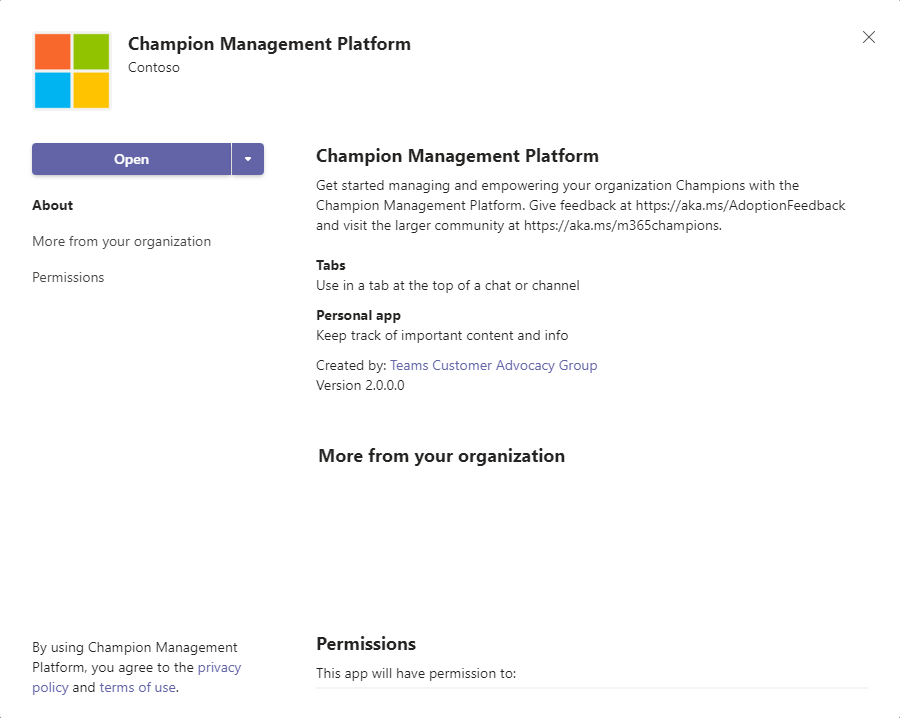 Champion Management Platform
Contoso
Open
About
More from your organization
Permissions
Champion Management Platform
Get started managing and empowering your organization Champions with the
Champion Management Platform. Give feedback at https://aka.ms/AdoptionFeedback
and visit the larger community at https://aka.ms/m365champions.
Tabs
Use in a tab at the top of a chat or channel
Personal app
Keep track of important content and info
Created by: Teams Customer Advocacy Group
Version 2.0.0.0
More from your organization
By using Champion Management
Platform, you agree to the privacy
policy and terms of use.
Permissions
This app will have permission to: